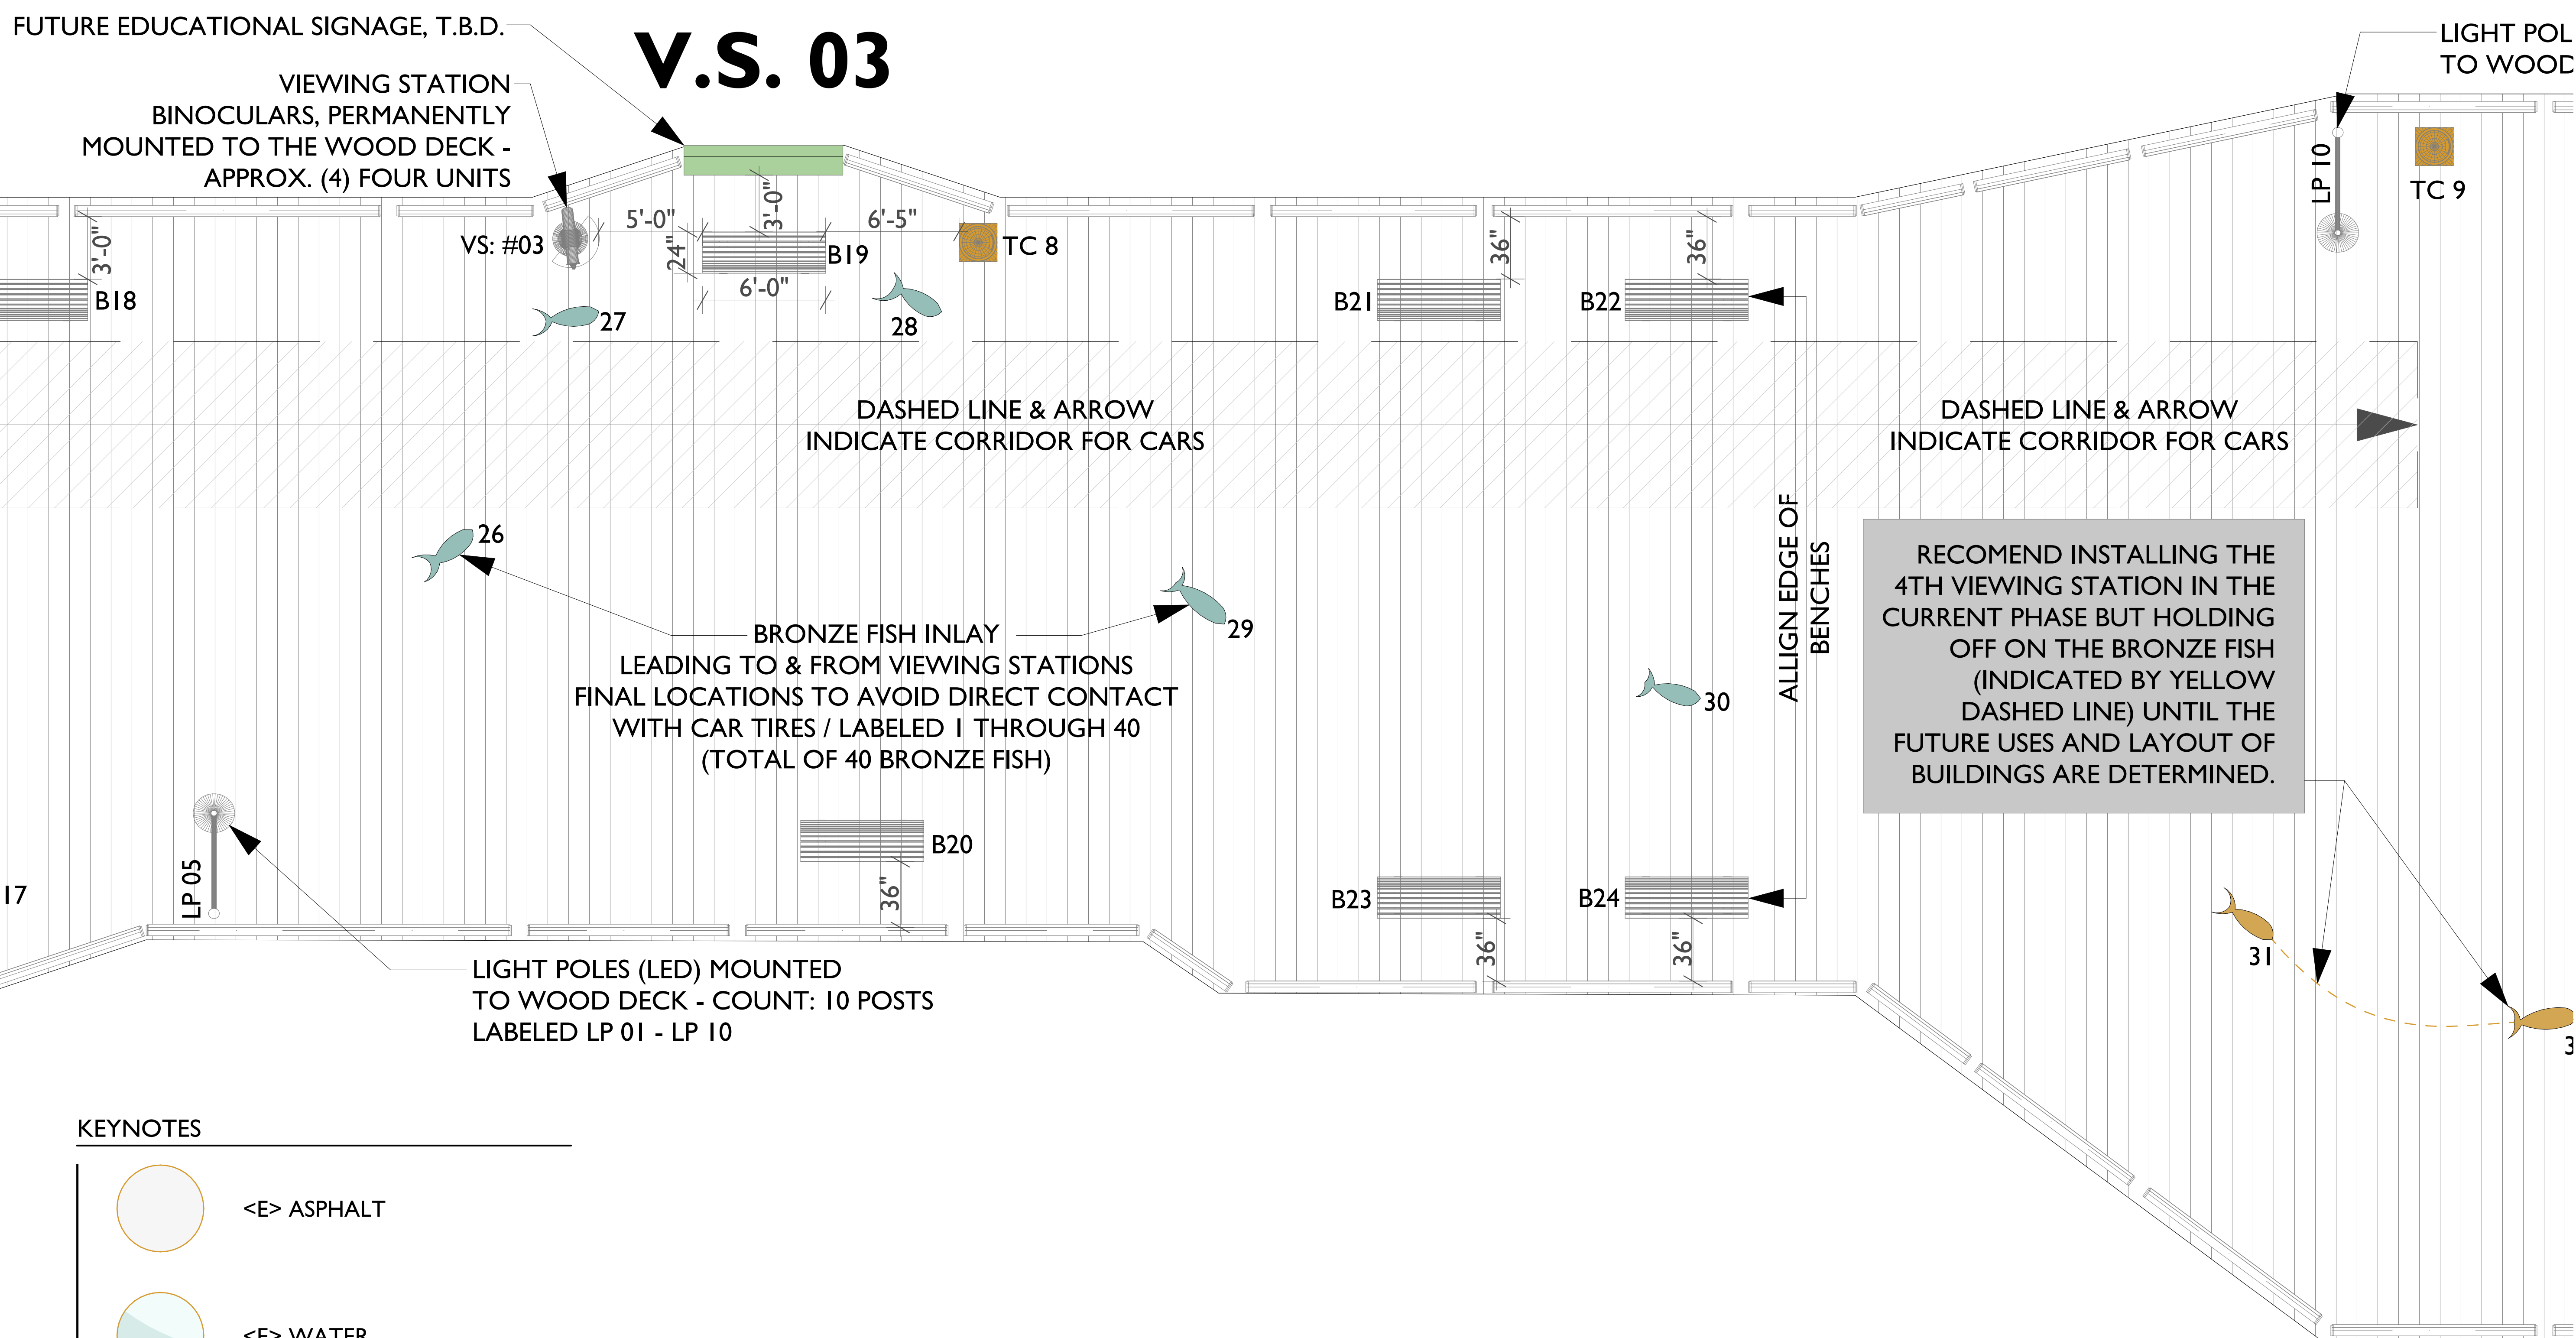 FUTURE EDUCATIONAL SIGNAGE, T.B.D.
V.S. 03
LIGHT POL
TO WOOD
VIEWING STATION
BINOCULARS, PERMANENTLY
MOUNTED TO THE WOOD DECK -
APPROX. (4) FOUR UNITS
LP 10
TC 9
3'-0"
B18
VS: #03
5'-0"
24"
3'-0"
6'-0"
B19
6'-5"
TC 8
27
28
36"
B21
36"
B22
DASHED LINE & ARROW
INDICATE CORRIDOR FOR CARS
DASHED LINE & ARROW
INDICATE CORRIDOR FOR CARS
26
29
BRONZE FISH INLAY
LEADING TO & FROM VIEWING STATIONS
FINAL LOCATIONS TO AVOID DIRECT CONTACT
WITH CAR TIRES / LABELED 1 THROUGH 40
(TOTAL OF 40 BRONZE FISH)
30
ALLIGN EDGE OF
BENCHES
RECOMEND INSTALLING THE
4TH VIEWING STATION IN THE
CURRENT PHASE BUT HOLDING
OFF ON THE BRONZE FISH
(INDICATED BY YELLOW
DASHED LINE) UNTIL THE
FUTURE USES AND LAYOUT OF
BUILDINGS ARE DETERMINED.
17
LP 05
B20
36"
B23
36"
B24
36"
31
3
LIGHT POLES (LED) MOUNTED
TO WOOD DECK - COUNT: 10 POSTS
LABELED LP 01 - LP 10
KEYNOTES
<E> ASPHALT
<E> WATER